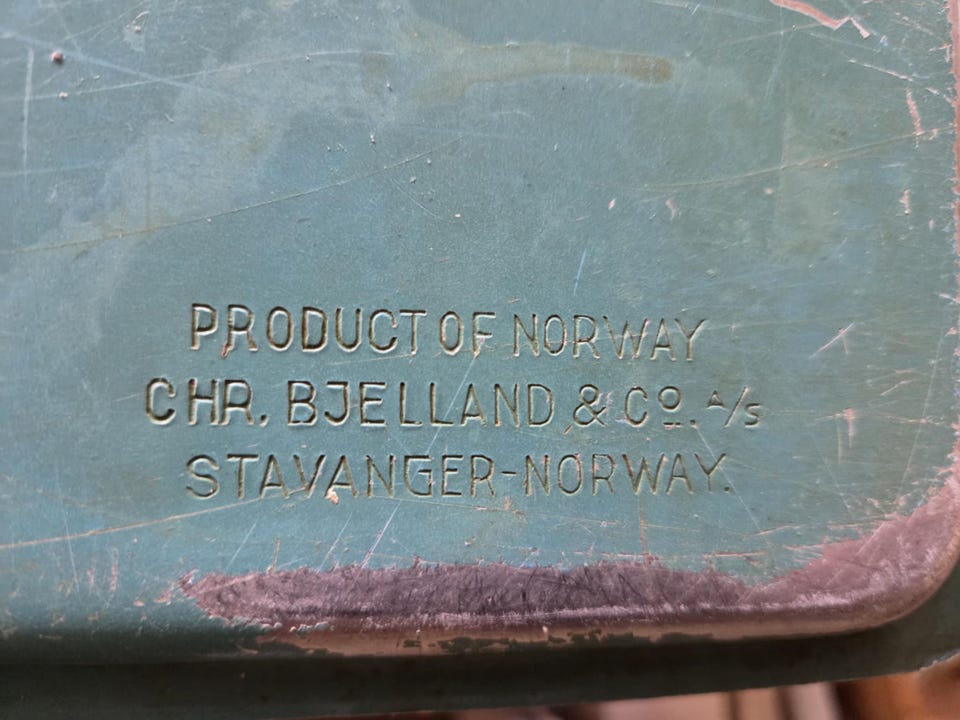 PRODUCT OF NORWAY
CHR. BJELLAND & Cº. A/S
STAVANGER-NORWAY.